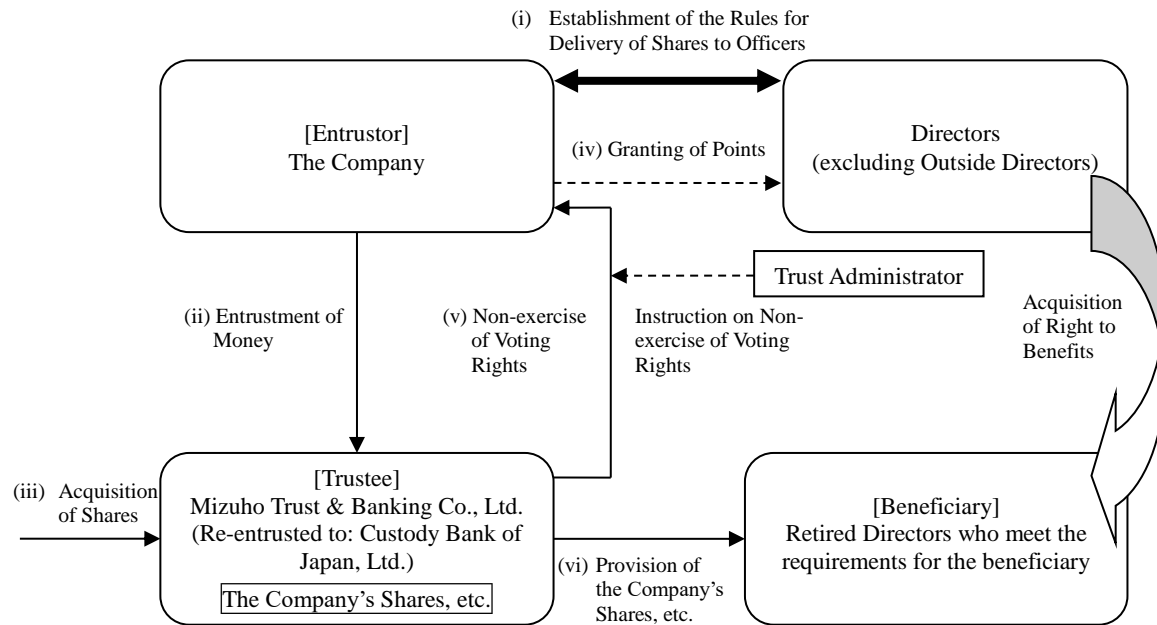 (i) Establishment of the Rules for
Delivery of Shares to Officers
[Entrustor]
The Company
Directors
(excluding Outside Directors)
(iv) Granting of Points
Trust Administrator
(ii) Entrustment of
Money
(v) Non-exercise
of Voting
Rights
Instruction on Non-
exercise of Voting
Rights
Acquisition
of Right to
Benefits
(iii) Acquisition
of Shares
[Trustee]
Mizuho Trust & Banking Co., Ltd.
(Re-entrusted to: Custody Bank of
Japan, Ltd.)
The Company’s Shares, etc.
(vi) Provision of
the Company’s
Shares, etc.
[Beneficiary]
Retired Directors who meet the
requirements for the beneficiary